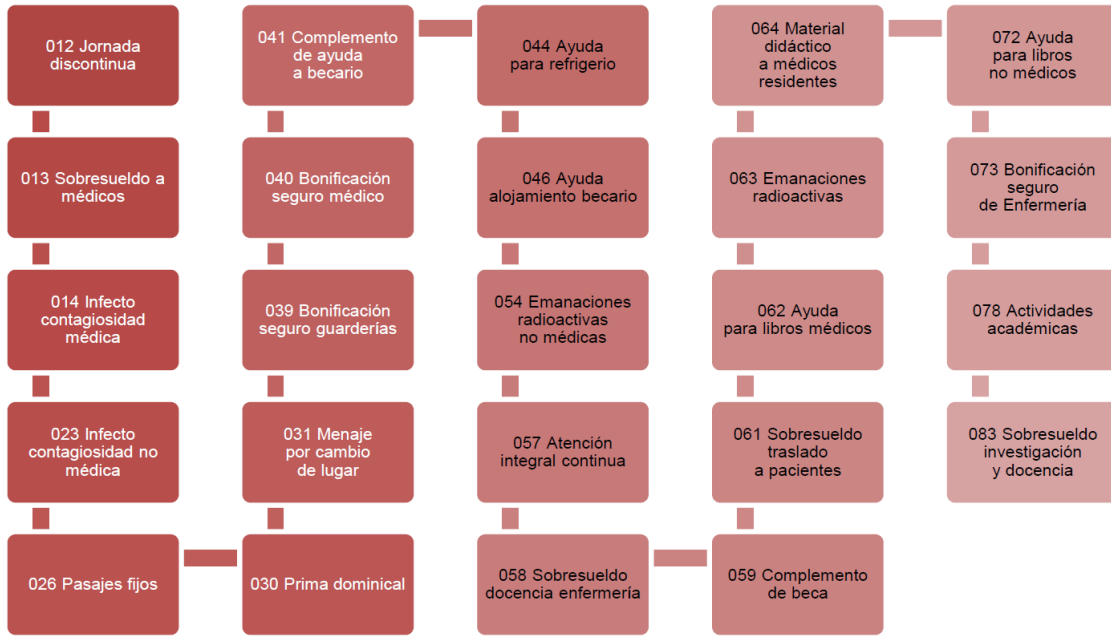 012 Jornada
discontinua
013 Sobresueldo a
médicos
014 Infecto
contagiosidad
médica
023 Infecto
contagiosidad no
médica
026 Pasajes fijos
030 Prima dominical
031 Menaje
por cambio
de lugar
039 Bonificación
seguro guarderías
040 Bonificación
seguro médico
041 Complemento
de ayuda
a becario
044 Ayuda
para refrigerio
046 Ayuda
alojamiento becario
054 Emanaciones
radioactivas
no médicas
057 Atención
integral continua
058 Sobresueldo
docencia enfermería
059 Complemento
de beca
061 Sobresueldo
traslado
a pacientes
062 Ayuda
para libros médicos
063 Emanaciones
radioactivas
064 Material
didáctico
a médicos
residentes
072 Ayuda
para libros
no médicos
073 Bonificación
seguro
de Enfermería
078 Actividades
académicas
083 Sobresueldo
investigación
y docencia